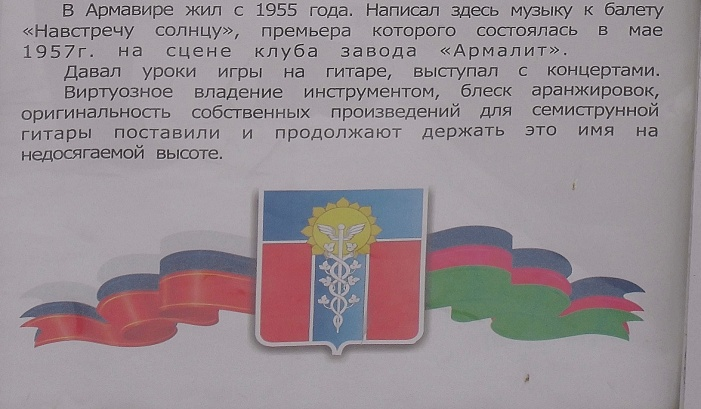 В Армавире жил с 1955 года. Написал здесь музыку к балету
«Навстречу солнцу», премьера которого состоялась в мае
1957г. на сцене клуба завода «Армалит».
Давал уроки игры на гитаре, выступал с концертами.
Виртуозное владение инструментом, блеск аранжировок,
оригинальность собственных произведений для семиструнной
гитары поставили и продолжают держать это имя на
недосягаемой высоте.